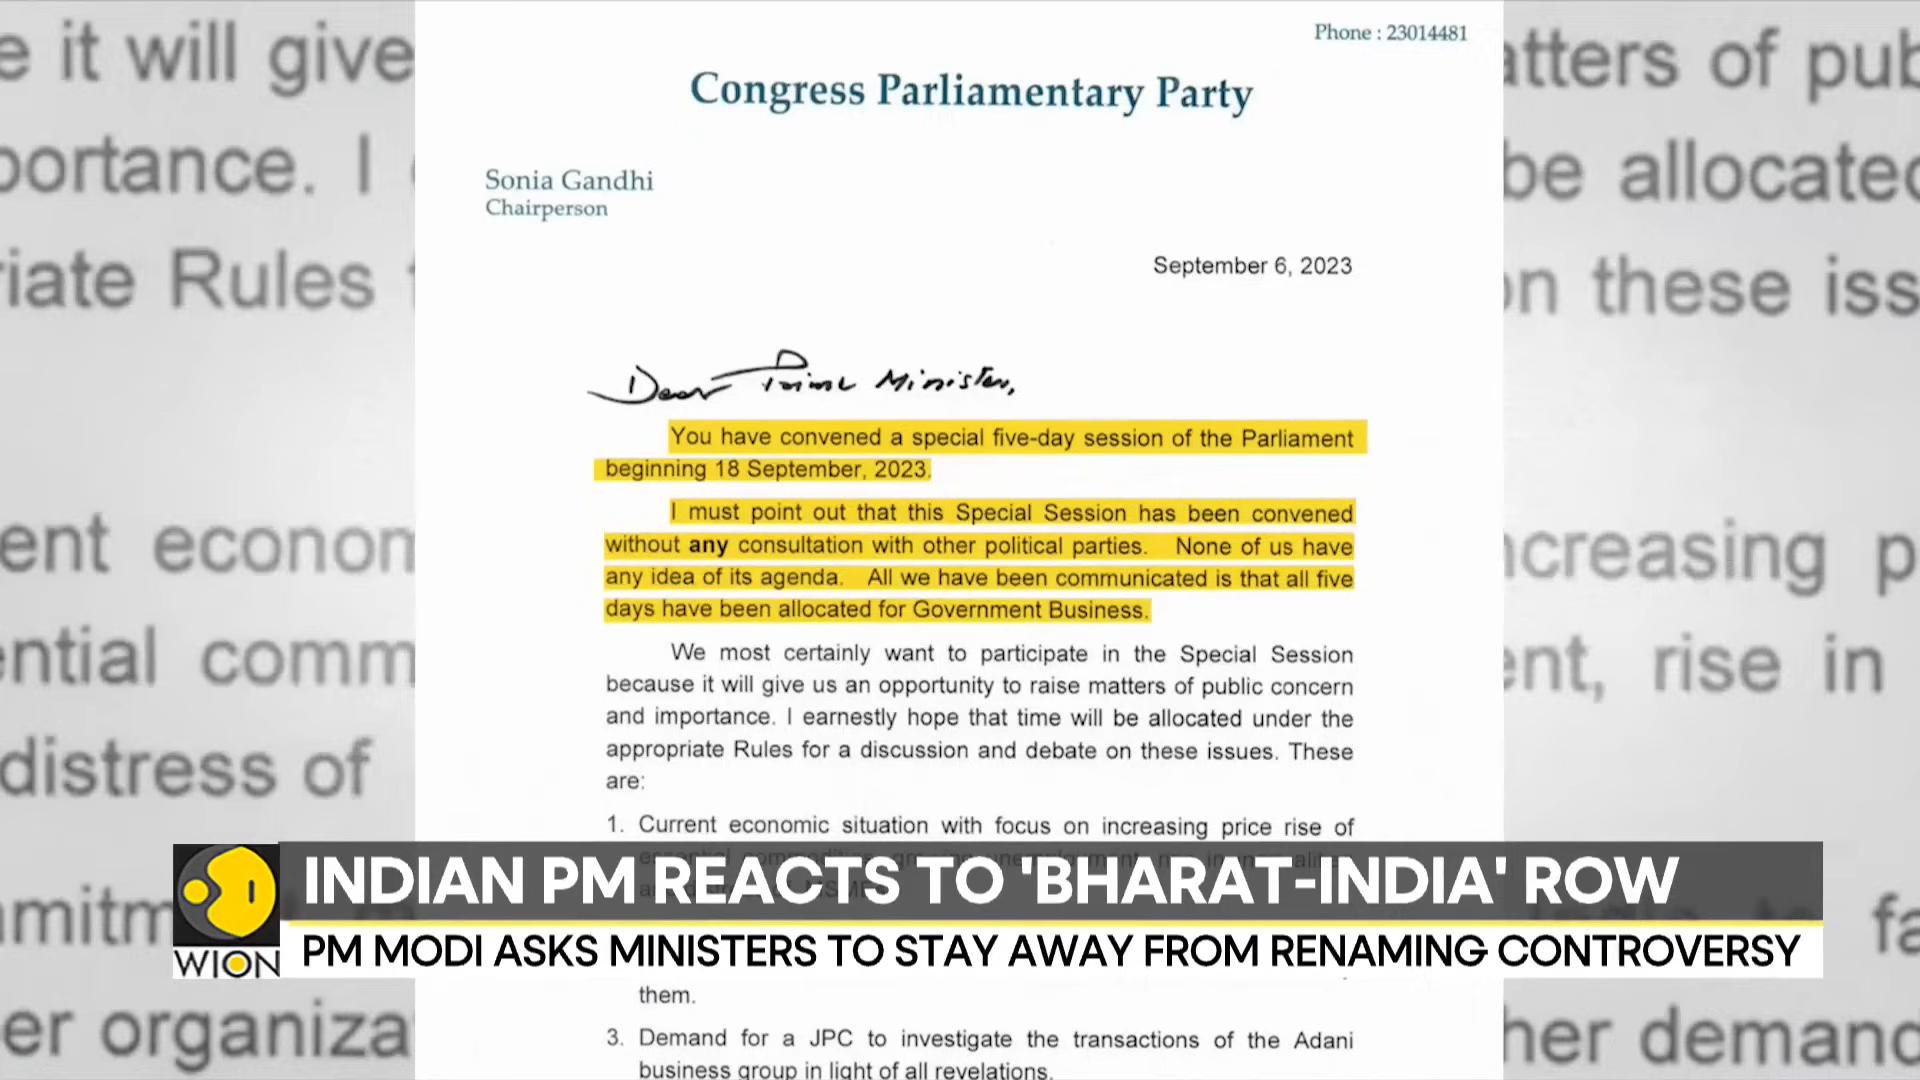 Phone : 23014481
Congress Parliamentary Party
Sonia Gandhi
Chairperson
September 6, 2023
Dear Prime Minister,
You have convened a special five-day session of the Parliament
beginning 18 September, 2023.
I must point out that this Special Session has been convened
without any consultation with other political parties. None of us have
any idea of its agenda. All we have been communicated is that all five
days have been allocated for Government Business.
We most certainly want to participate in the Special Session
because it will give us an opportunity to raise matters of public concern
and importance. I earnestly hope that time will be allocated under the
appropriate Rules for a discussion and debate on these issues. These
are:
1. Current economic situation with focus on increasing price rise of
INDIAN PM REACTS TO 'BHARAT-INDIA' ROW
PM MODI ASKS MINISTERS TO STAY AWAY FROM RENAMING CONTROVERSY
WION
them.
3. Demand for a JPC to investigate the transactions of the Adani
business group in light of all revelations.
e it will give
portance. I
riate Rules
ent econom
ential comm
distress of
mmitm
er organiza
atters of pub
be allocated
on these iss
ncreasing p
ent, rise in
fa
her demand